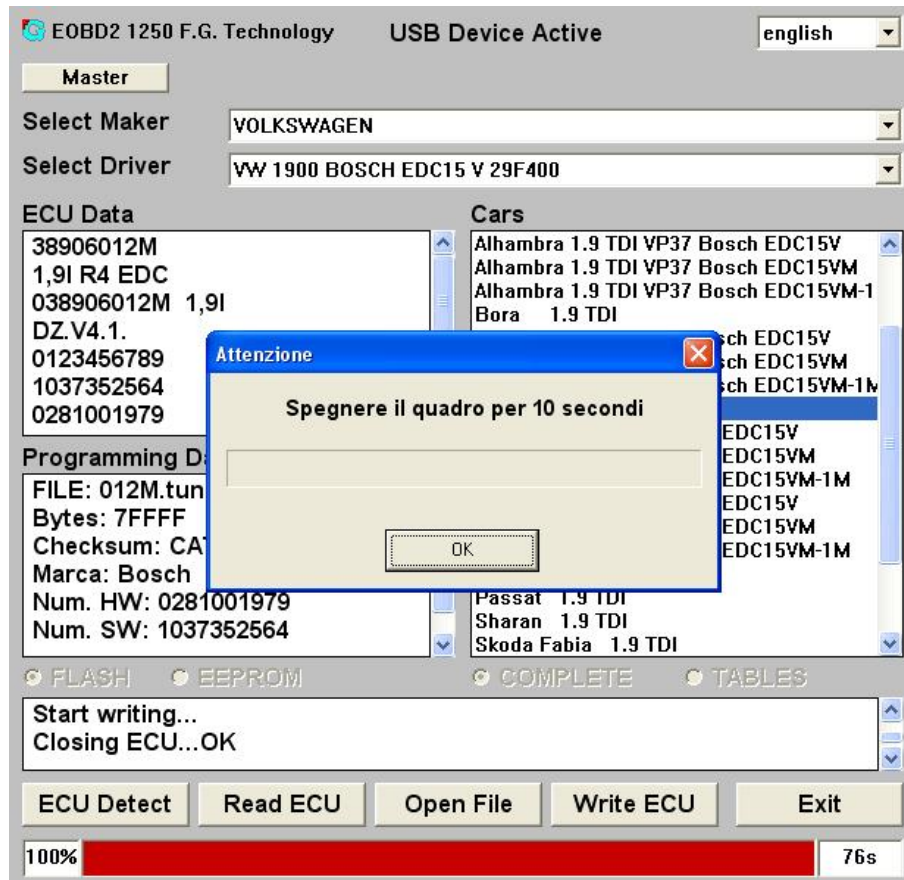 EOBD2 1250 F.G. Technology USB Device Active english
Master
Select Maker VOLKSWAGEN
Select Driver VW 1900 BOSCH EDC15 V 29F400
ECU Data
38906012M
1,9l R4 EDC
038906012M 1,9l
DZ.V4.1.
0123456789
1037352564
0281001979
Cars
Alhambra 1.9 TDI VP37 Bosch EDC15V
Alhambra 1.9 TDI VP37 Bosch EDC15VM
Alhambra 1.9 TDI VP37 Bosch EDC15VM-1
Bora 1.9 TDI
EDC15V
EDC15VM
EDC15VM-1M
EDC15V
EDC15VM
EDC15VM-1M
EDC15V
EDC15VM
EDC15VM-1M
Passat 1.9 TDI
Sharan 1.9 TDI
Skoda Fabia 1.9 TDI
Attenzione
Spegnere il quadro per 10 secondi
OK
Programming
FILE: 012M.tun
Bytes: 7FFFF
Checksum:
Marca: Bosch
Num. HW: 0281001979
Num. SW: 1037352564
FLASH EEPROM COMPLETE TABLES
Start writing...
Closing ECU...OK
ECU Detect Read ECU Open File Write ECU Exit
100% 76s